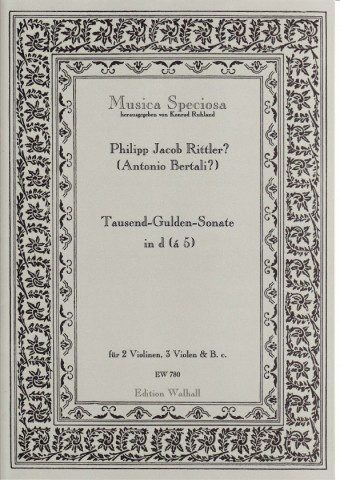 Musica Speciosa
herausgegeben von Konrad Ruhland
Philipp Jacob Rittler?
(Antonio Bertali?)
Tausend-Gulden-Sonate
in d (á 5)
für 2 Violinen, 3 Violen & B. c.
EW 780
Edition Walhall